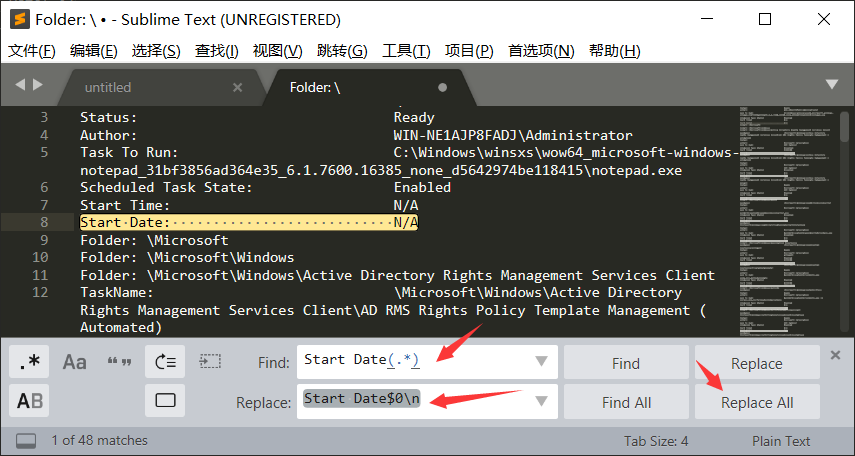 Folder: \ • - Sublime Text (UNREGISTERED)
文件(F) 编辑(E) 选择(S) 查找(I) 视图(V) 跳转(G) 工具(T) 项目(P) 首选项(N) 帮助(H)
untitled Folder: \
3 Status: Ready
4 Author: WIN-NE1AJP8FADJ\Administrator
5 Task To Run: C:\Windows\winsxs\wow64_microsoft-windows-
notepad_31bf3856ad364e35_6.1.7600.16385_none_d5642974be118415\notepad.exe
6 Scheduled Task State: Enabled
7 Start Time: N/A
8 Start Date: N/A
9 Folder: \Microsoft
10 Folder: \Microsoft\Windows
11 Folder: \Microsoft\Windows\Active Directory Rights Management Services Client
12 TaskName: \Microsoft\Windows\Active Directory
Rights Management Services Client\AD RMS Rights Policy Template Management (
Automated)
.* Aa “” Find: Start Date(.*) Find Replace
AB Replace: Start Date$0\n Find All Replace All
1 of 48 matches Tab Size: 4 Plain Text